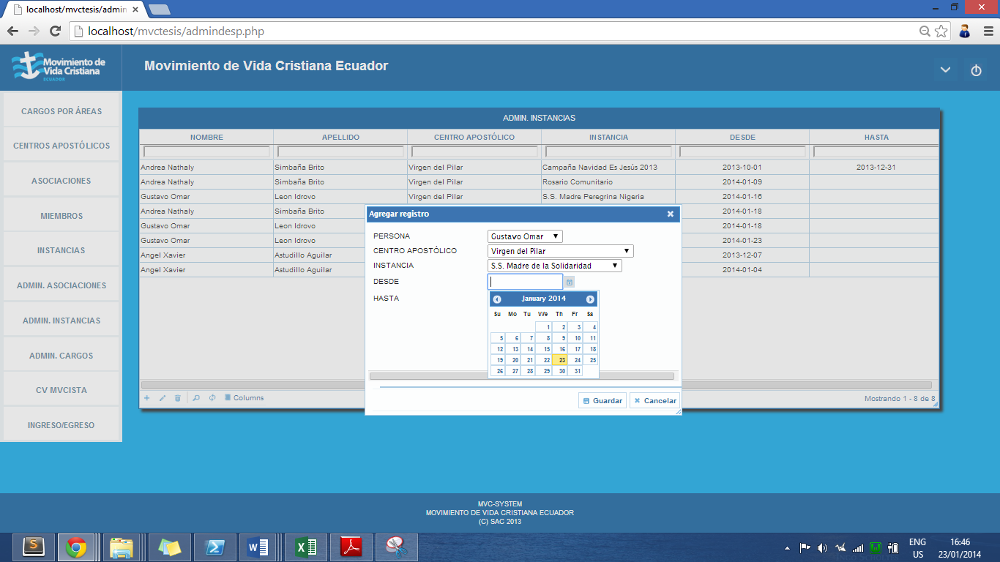 localhost/mvctesis/admin
localhost/mvctesis/admindesp.php
Movimiento de
Vida Cristiana
ECUADOR
Movimiento de Vida Cristiana Ecuador
CARGOS POR ÁREAS
CENTROS APOSTÓLICOS
ASOCIACIONES
MIEMBROS
INSTANCIAS
ADMIN. ASOCIACIONES
ADMIN. INSTANCIAS
ADMIN. CARGOS
CV MVCISTA
INGRESO/EGRESO
ADMIN. INSTANCIAS
NOMBRE APELLIDO CENTRO APOSTÓLICO INSTANCIA DESDE HASTA
Andrea Nathaly Simbaña Brito Virgen del Pilar Campaña Navidad Es Jesús 2013 2013-10-01 2013-12-31
Andrea Nathaly Simbaña Brito Virgen del Pilar Rosario Comunitario 2014-01-09
Gustavo Omar Leon Idrovo Virgen del Pilar S.S. Madre Peregrina Nigeria 2014-01-16
Andrea Nathaly Simbaña Brito 2014-01-18
Gustavo Omar Leon Idrovo 2014-01-18
Gustavo Omar Leon Idrovo 2014-01-23
Angel Xavier Astudillo Aguilar 2013-12-07
Angel Xavier Astudillo Aguilar 2014-01-04
Agregar registro
PERSONA Gustavo Omar
CENTRO APOSTÓLICO Virgen del Pilar
INSTANCIA S.S. Madre de la Solidaridad
DESDE
HASTA
January 2014
Su Mo Tu We Th Fr Sa
1 2 3 4
5 6 7 8 9 10 11
12 13 14 15 16 17 18
19 20 21 22 23 24 25
26 27 28 29 30 31
Guardar Cancelar
Columns
Mostrando 1 - 8 de 8
MVC-SYSTEM
MOVIMIENTO DE VIDA CRISTIANA ECUADOR
(C) SAC 2013
ENG
US
16:46
23/01/2014